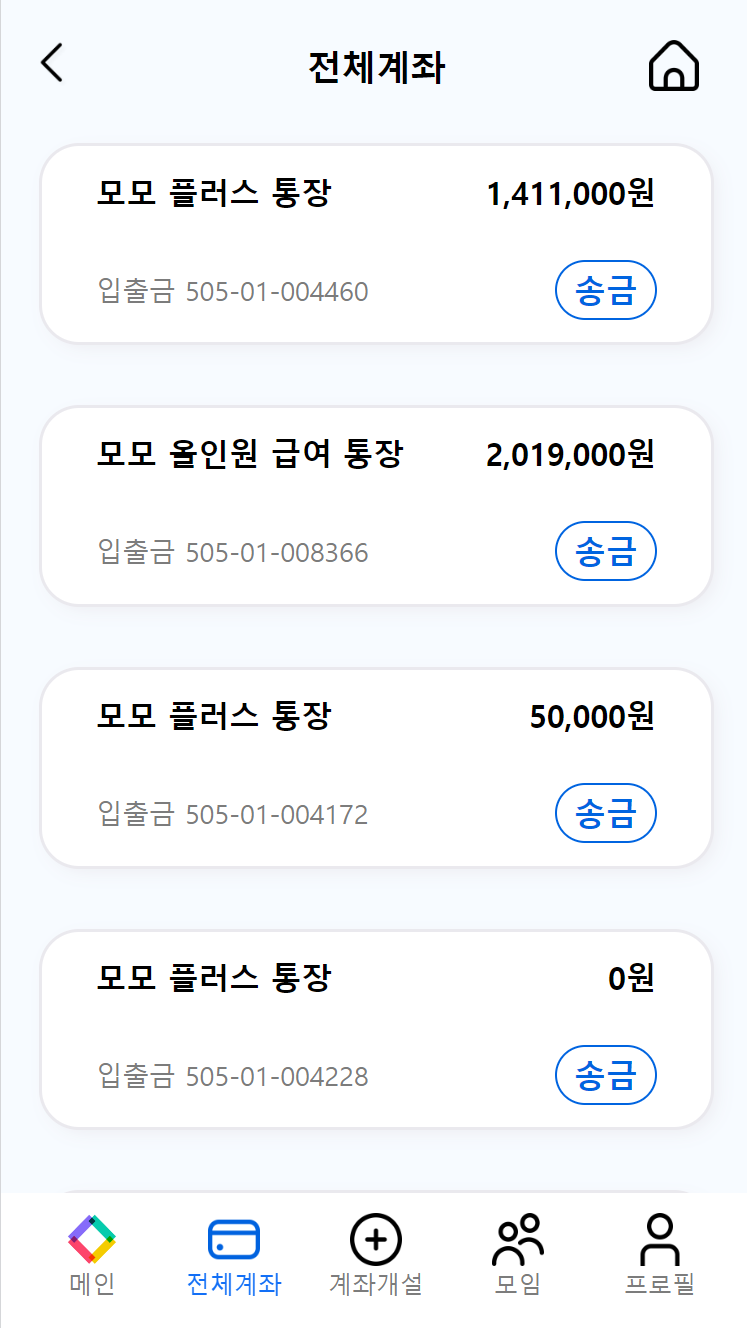 전체계좌
모모 플러스 통장 1,411,000원
입출금 505-01-004460 송금
모모 올인원 급여 통장 2,019,000원
입출금 505-01-008366 송금
모모 플러스 통장 50,000원
입출금 505-01-004172 송금
모모 플러스 통장 0원
입출금 505-01-004228 송금
메인 전체계좌 계좌개설 모임 프로필